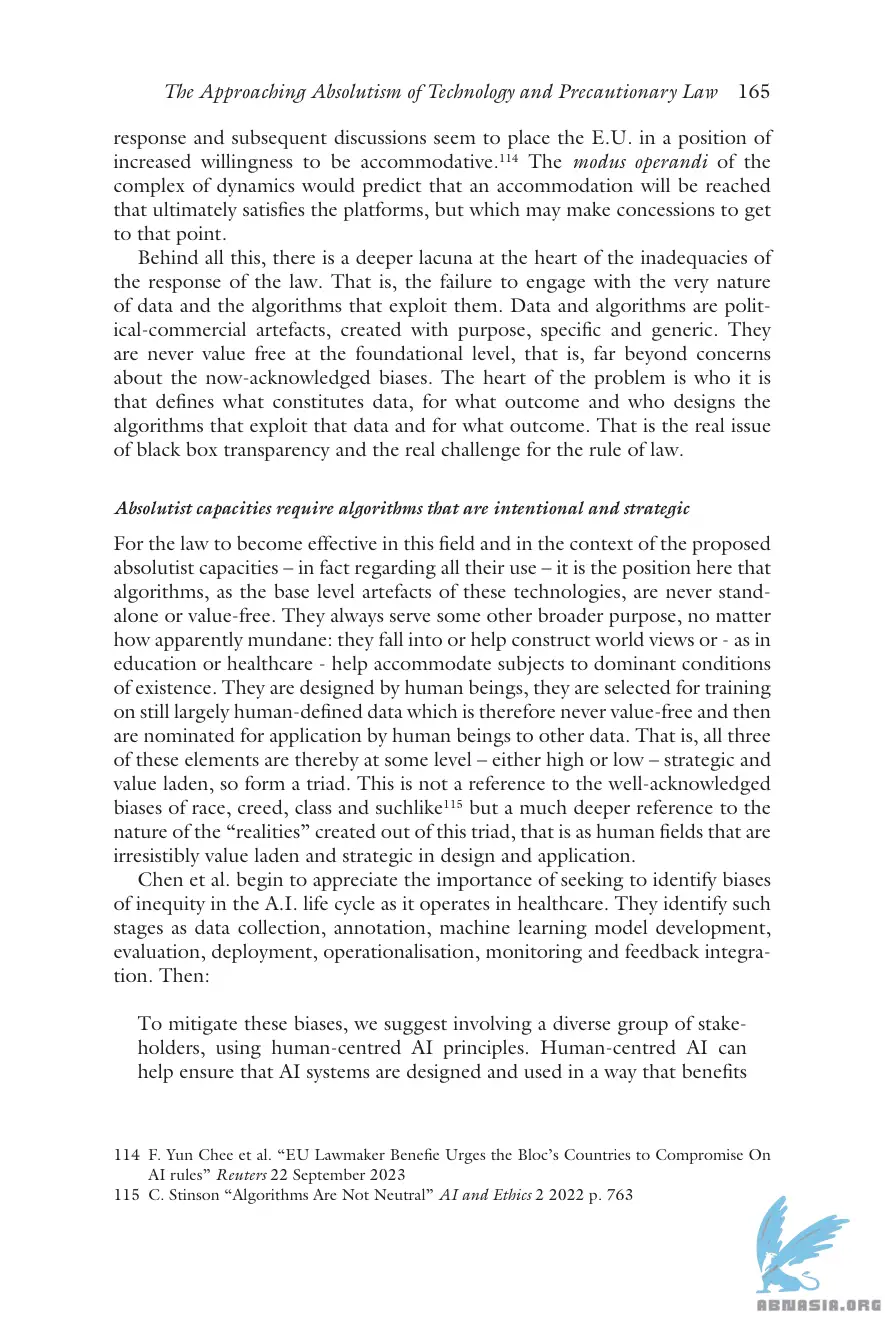 The Approaching Absolutism of Technology and Precautionary Law 165
response and subsequent discussions seem to place the E.U. in a position of
increased willingness to be accommodative.114 The modus operandi of the
complex of dynamics would predict that an accommodation will be reached
that ultimately satisfies the platforms, but which may make concessions to get
to that point.
Behind all this, there is a deeper lacuna at the heart of the inadequacies of
the response of the law. That is, the failure to engage with the very nature
of data and the algorithms that exploit them. Data and algorithms are polit-
ical-commercial artefacts, created with purpose, specific and generic. They
are never value free at the foundational level, that is, far beyond concerns
about the now-acknowledged biases. The heart of the problem is who it is
that defines what constitutes data, for what outcome and who designs the
algorithms that exploit that data and for what outcome. That is the real issue
of black box transparency and the real challenge for the rule of law.
Absolutist capacities require algorithms that are intentional and strategic
For the law to become effective in this field and in the context of the proposed
absolutist capacities – in fact regarding all their use – it is the position here that
algorithms, as the base level artefacts of these technologies, are never stand-
alone or value-free. They always serve some other broader purpose, no matter
how apparently mundane: they fall into or help construct world views or - as in
education or healthcare - help accommodate subjects to dominant conditions
of existence. They are designed by human beings, they are selected for training
on still largely human-defined data which is therefore never value-free and then
are nominated for application by human beings to other data. That is, all three
of these elements are thereby at some level – either high or low – strategic and
value laden, so form a triad. This is not a reference to the well-acknowledged
biases of race, creed, class and suchlike115 but a much deeper reference to the
nature of the “realities” created out of this triad, that is as human fields that are
irresistibly value laden and strategic in design and application.
Chen et al. begin to appreciate the importance of seeking to identify biases
of inequity in the A.I. life cycle as it operates in healthcare. They identify such
stages as data collection, annotation, machine learning model development,
evaluation, deployment, operationalisation, monitoring and feedback integra-
tion. Then:
To mitigate these biases, we suggest involving a diverse group of stake-
holders, using human-centred AI principles. Human-centred AI can
help ensure that AI systems are designed and used in a way that benefits
114 F. Yun Chee et al. “EU Lawmaker Benefie Urges the Bloc’s Countries to Compromise On
AI rules” Reuters 22 September 2023
115 C. Stinson “Algorithms Are Not Neutral” AI and Ethics 2 2022 p. 763
ABNASIA.ORG